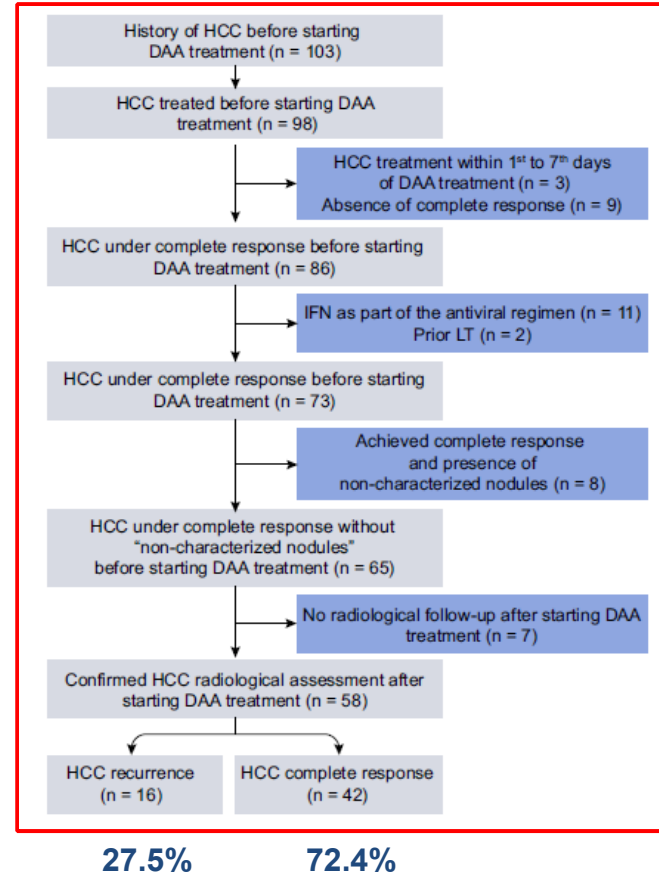 History of HCC before starting
DAA treatment (n = 103)
HCC treated before starting DAA
treatment (n = 98)
HCC treatment within 1st to 7th days
of DAA treatment (n = 3)
Absence of complete response (n = 9)
HCC under complete response before starting
DAA treatment (n = 86)
IFN as part of the antiviral regimen (n = 11)
Prior LT (n = 2)
HCC under complete response before starting
DAA treatment (n = 73)
Achieved complete response
and presence of
non-characterized nodules (n = 8)
HCC under complete response without
“non-characterized nodules”
before starting DAA treatment (n = 65)
No radiological follow-up after starting DAA
treatment (n = 7)
Confirmed HCC radiological assessment after
starting DAA treatment (n = 58)
HCC recurrence
(n = 16)
HCC complete response
(n = 42)
27.5%
72.4%